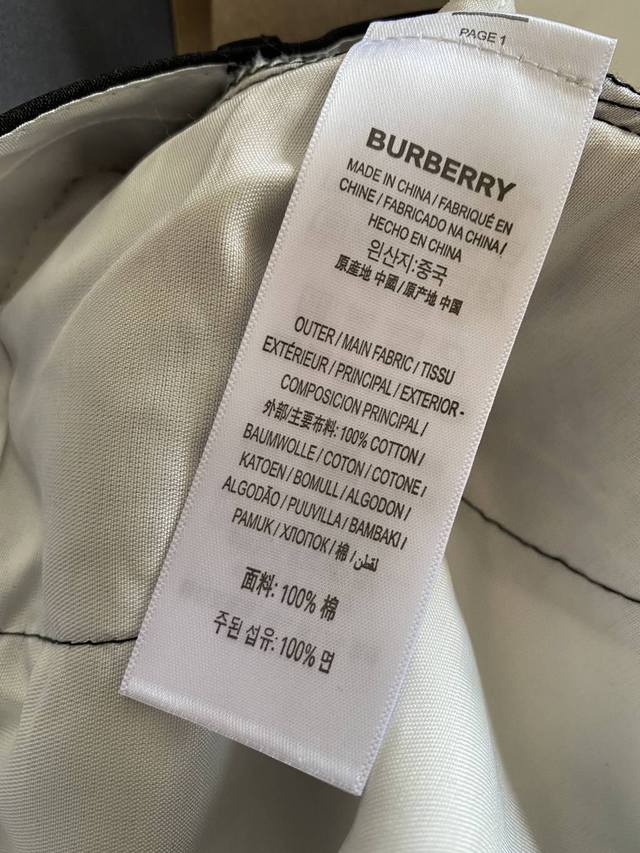 PAGE 1
BURBERRY
MADE IN CHINA / FABRIQUÉ EN
CHINE / FABRICADO NA CHINA /
HECHO EN CHINA
윈산지:중국
原産地 中國 / 原产地 中国
OUTER / MAIN FABRIC / TISSU
EXTÉRIEUR / PRINCIPAL / EXTERIOR -
COMPOSICION PRINCIPAL /
外部/主要布料: 100% COTTON /
BAUMWOLLE / COTON / COTONE /
KATOEN / BOMULL / ALGODON /
ALGODÃO / PUUVILLA / BAMBAKI /
PAMUK / ХЛОПОК / 棉 / لقطن
面料: 100% 棉
주된 섬유: 100% 면